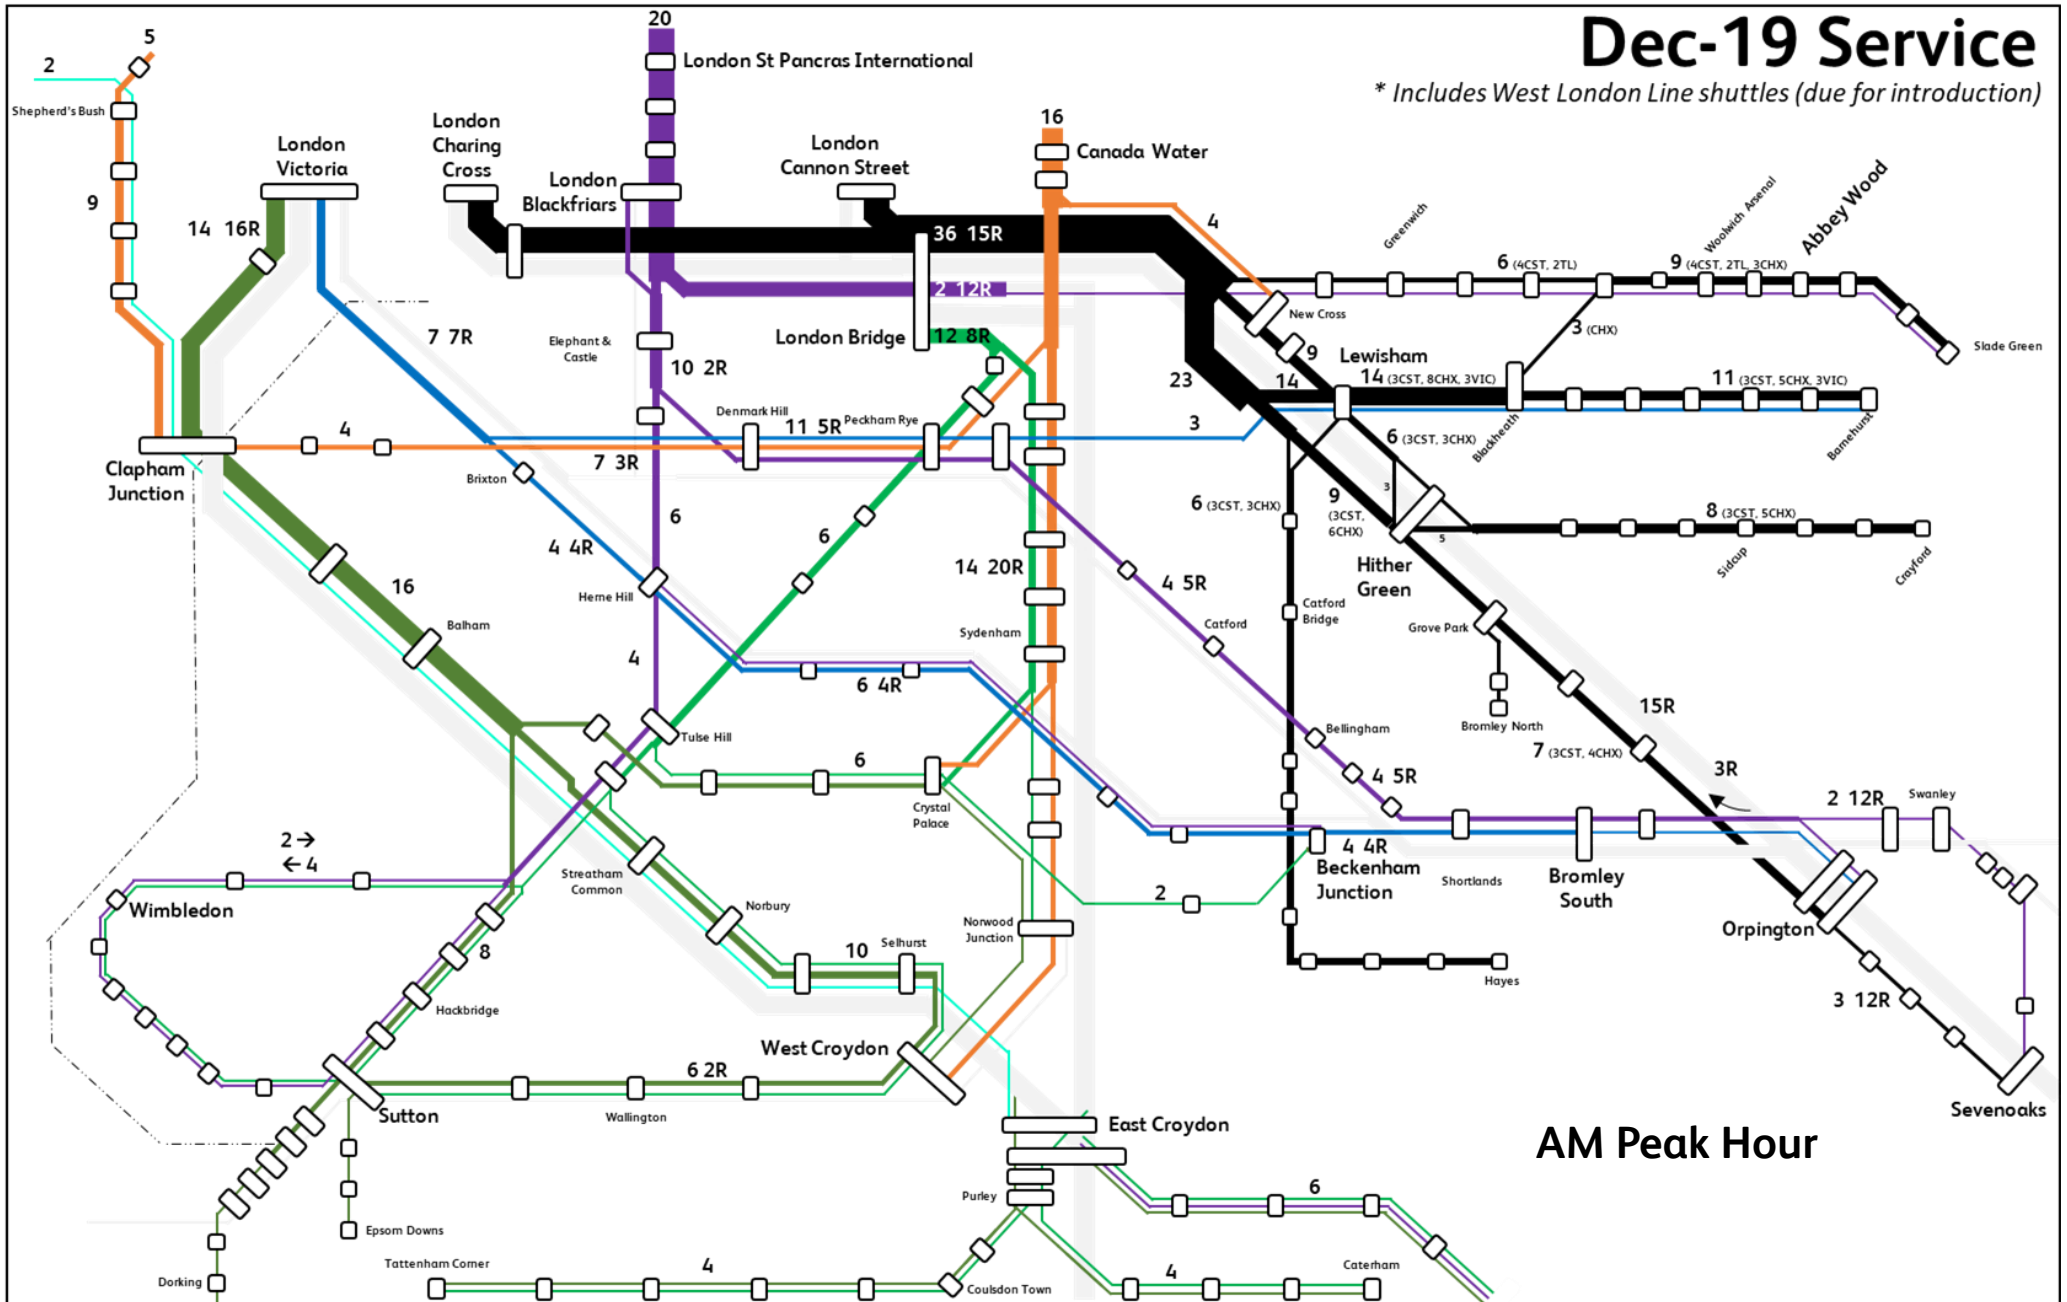 Dec-19 Service
* Includes West London Line shuttles (due for introduction)
20
London St Pancras International
5
2
Shepherd's Bush
9
London
Victoria
14 16R
London
Charing
Cross
London
Blackfriars
London
Cannon Street
16
Canada Water
36 15R
2 12R
London Bridge
12 8R
4
New Cross
Greenwich
6 (4CST, 2TL)
Woolwich Arsenal
9 (4CST, 2TL, 3CHX)
Abbey Wood
3 (CHX)
Slade Green
7 7R
Elephant &
Castle
10 2R
Denmark Hill
11 5R
Peckham Rye
23
9
14
Lewisham
14 (3CST, 8CHX, 3VIC)
11 (3CST, 5CHX, 3VIC)
Blackheath
Barnehurst
3
6 (3CST, 3CHX)
4
Clapham
Junction
Brixton
7 3R
6
4 4R
Herne Hill
6
14 20R
Sydenham
4 5R
Catford
6 (3CST, 3CHX)
9
(3CST,
6CHX)
3
5
8 (3CST, 5CHX)
Sidcup
Crayford
Hither
Green
Catford
Bridge
Grove Park
Bromley North
16
Balham
4
6 4R
Tulse Hill
Bellingham
15R
7 (3CST, 4CHX)
3R
4 5R
6
Crystal
Palace
2 12R
Swanley
2 →
← 4
Wimbledon
Streatham
Common
4 4R
Beckenham
Junction
Shortlands
Bromley
South
Orpington
2
Norbury
8
Hackbridge
10
Selhurst
Norwood
Junction
Hayes
3 12R
West Croydon
6 2R
Wallington
Sutton
Sevenoaks
East Croydon
AM Peak Hour
Purley
6
Epsom Downs
Dorking
Tattenham Corner
4
Coulsdon Town
4
Caterham